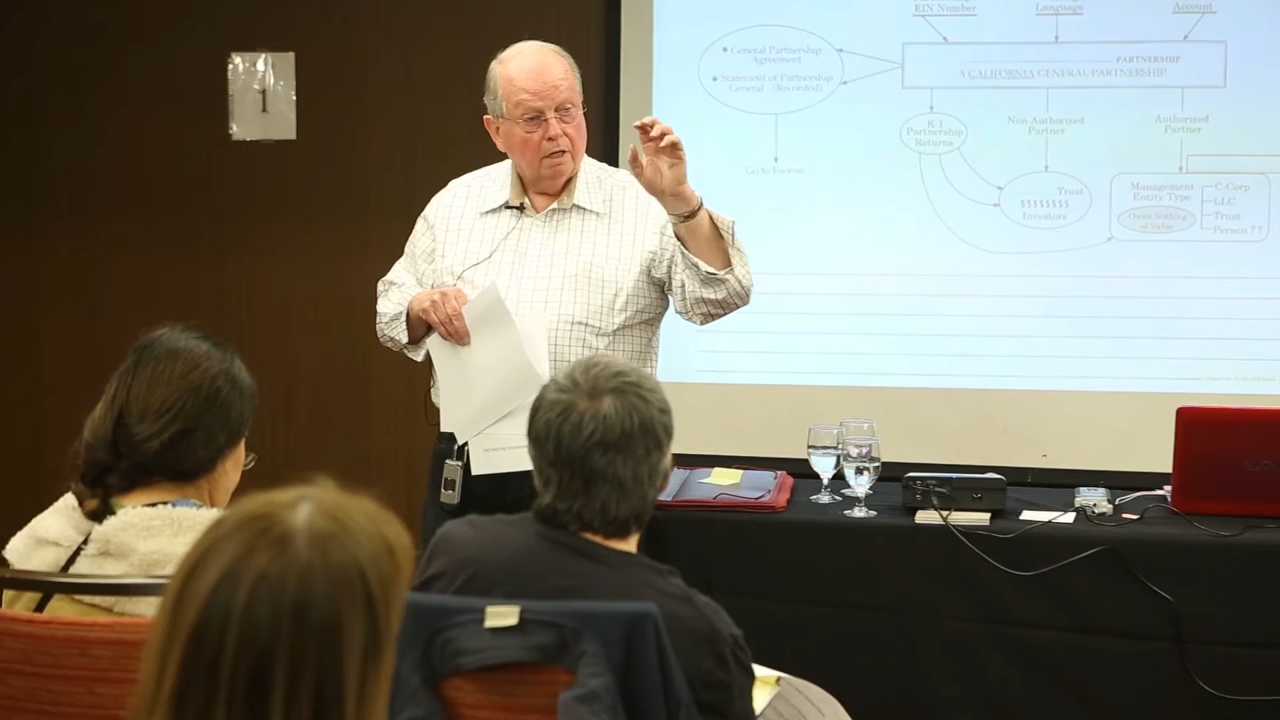 1
EIN Number
Language
Account
General Partnership
Agreement
Statement of Partnership
General - (Recorded)
PARTNERSHIP
A CALIFORNIA GENERAL PARTNERSHIP
K-1
Partnership
Returns
Non-Authorized
Partner
Authorized
Partner
Go to Escrow
Trust
$$$$$$$$
Investors
Management
Entity Type
Owns Nothing
of Value
C-Corp
LLC
Trust
Person ? ?